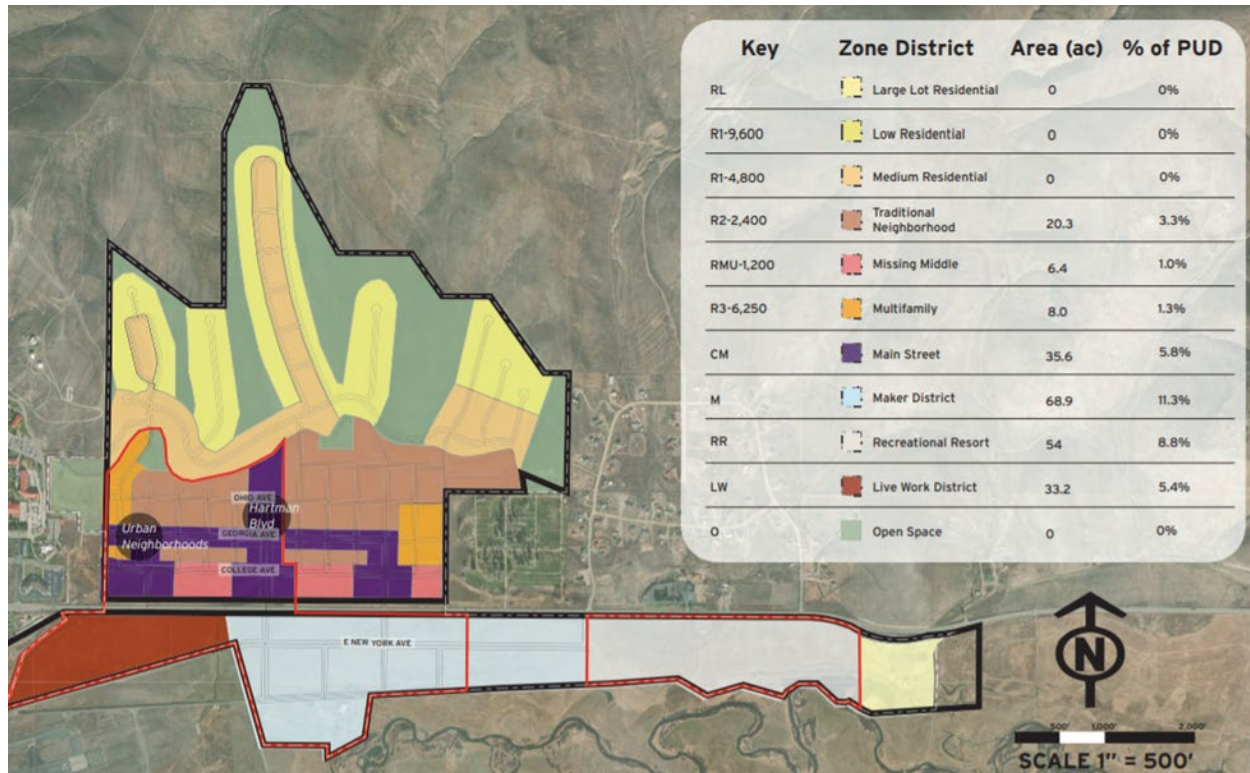 Key Zone District Area (ac) % of PUD
RL Large Lot Residential 0 0%
R1-9,600 Low Residential 0 0%
R1-4,800 Medium Residential 0 0%
R2-2,400 Traditional Neighborhood 20.3 3.3%
RMU-1,200 Missing Middle 6.4 1.0%
R3-6,250 Multifamily 8.0 1.3%
CM Main Street 35.6 5.8%
M Maker District 68.9 11.3%
RR Recreational Resort 54 8.8%
LW Live Work District 33.2 5.4%
O Open Space 0 0%
OHIO AVE
Hartman
Blvd
Urban
Neighborhoods
GEORGIA AVE
COLLEGE AVE
E NEW YORK AVE
N
500' 1,000' 2,000'
SCALE 1" = 500'